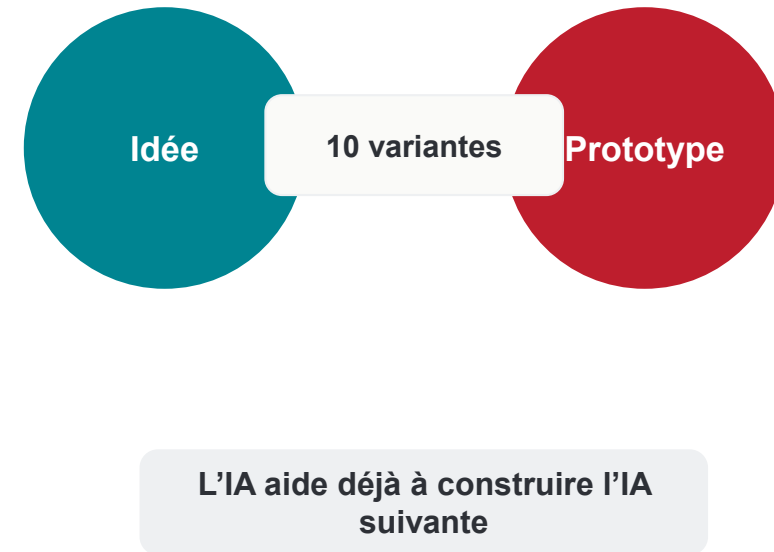 Idée
10 variantes
Prototype
L’IA aide déjà à construire l’IA
suivante